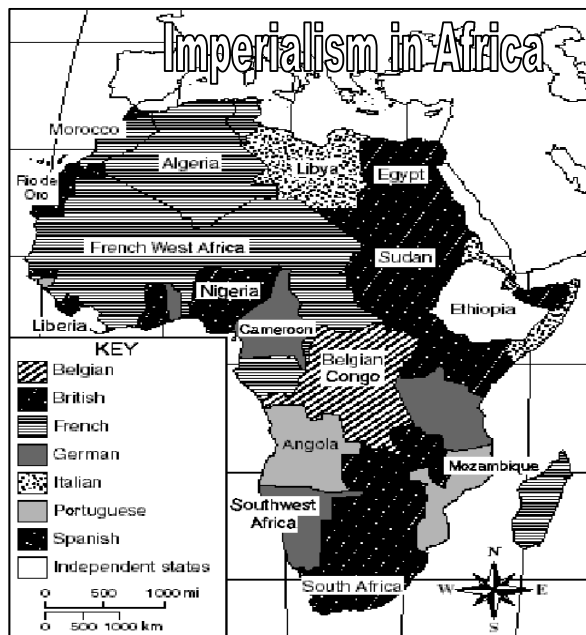 Imperialism in Africa
Morocco
Algeria
Libya
Egypt
Rio de
Oro
French West Africa
Sudan
Nigeria
Ethiopia
Liberia
Cameroon
Belgian
Congo
Angola
Mozambique
Southwest
Africa
South Africa
KEY
Belgian
British
French
German
Italian
Portuguese
Spanish
Independent states
0 500 1000 mi
0 500 1000 km
N
W E
S